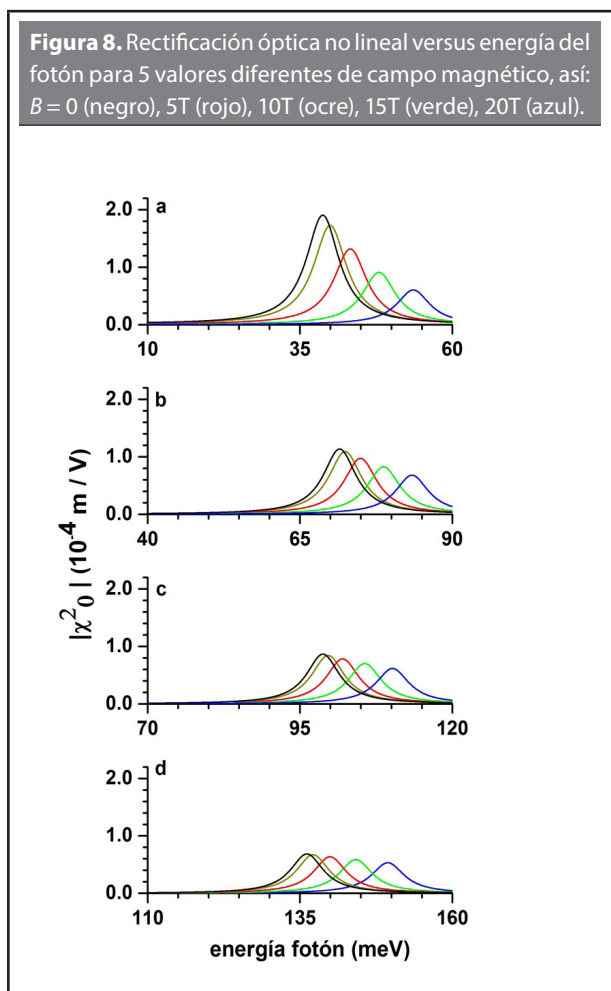 Figura 8. Rectificación óptica no lineal versus energía del
fotón para 5 valores diferentes de campo magnético, así:
B = 0 (negro), 5T (rojo), 10T (ocre), 15T (verde), 20T (azul).
a
2.0
1.0
0.0
10 35 60
b
2.0
1.0
0.0
40 65 90
c
2.0
1.0
0.0
70 95 120
d
2.0
1.0
0.0
110 135 160
|χ²₀ | (10⁻⁴ m / V)
energía fotón (meV)